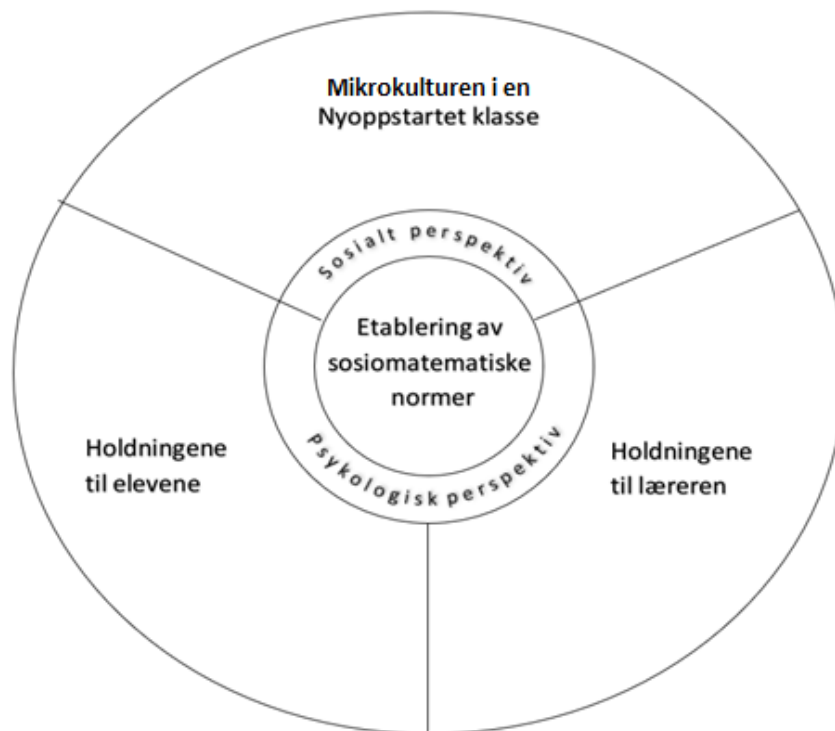 Mikrokulturen i en
Nyoppstartet klasse
Sosialt perspektiv
Etablering av
sosiomatematiske
normer
Psykologisk perspektiv
Holdningene
til elevene
Holdningene
til læreren